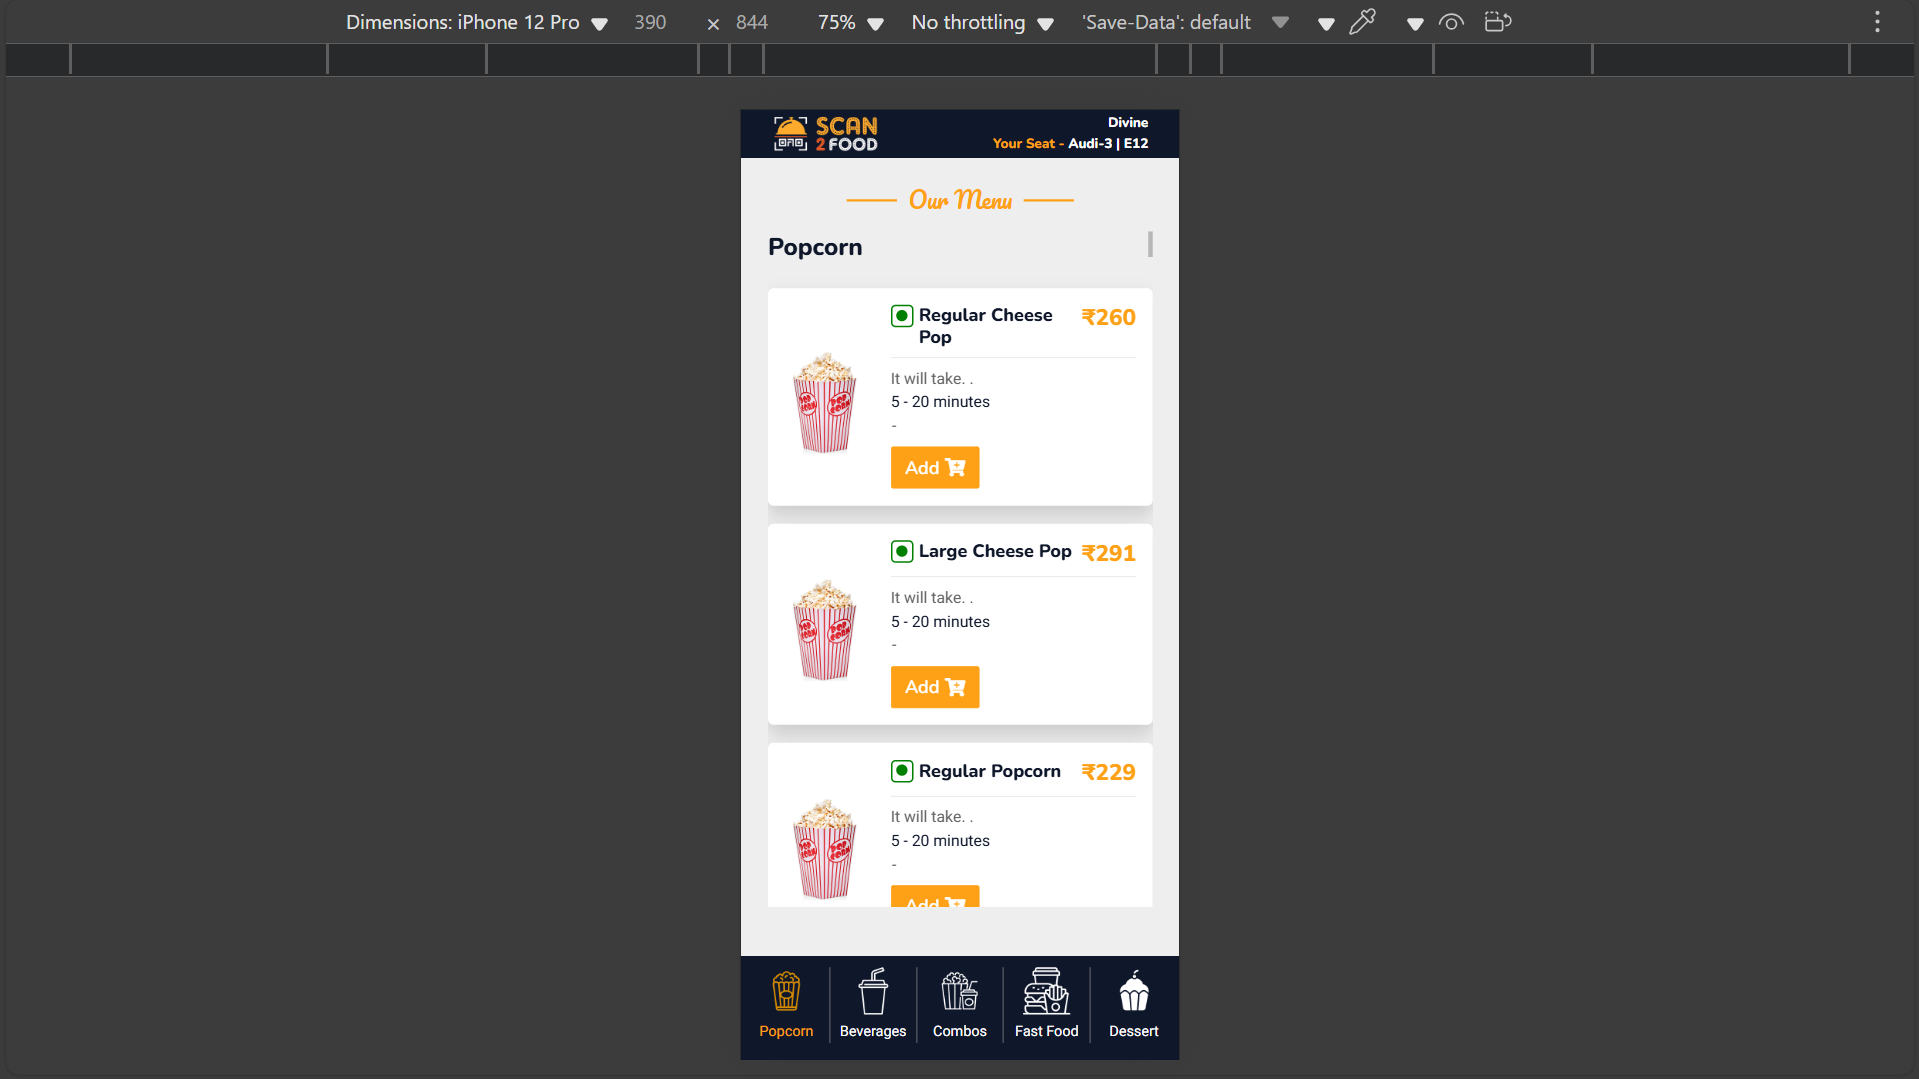 Dimensions: iPhone 12 Pro 390 × 844 75% No throttling 'Save-Data': default
SCAN
2 FOOD
Divine
Your Seat - Audi-3 | E12
Our Menu
Popcorn
Regular Cheese Pop ₹260
It will take. .
5 - 20 minutes
-
Add
Large Cheese Pop ₹291
It will take. .
5 - 20 minutes
-
Add
Regular Popcorn ₹229
It will take. .
5 - 20 minutes
-
Add
Popcorn Beverages Combos Fast Food Dessert